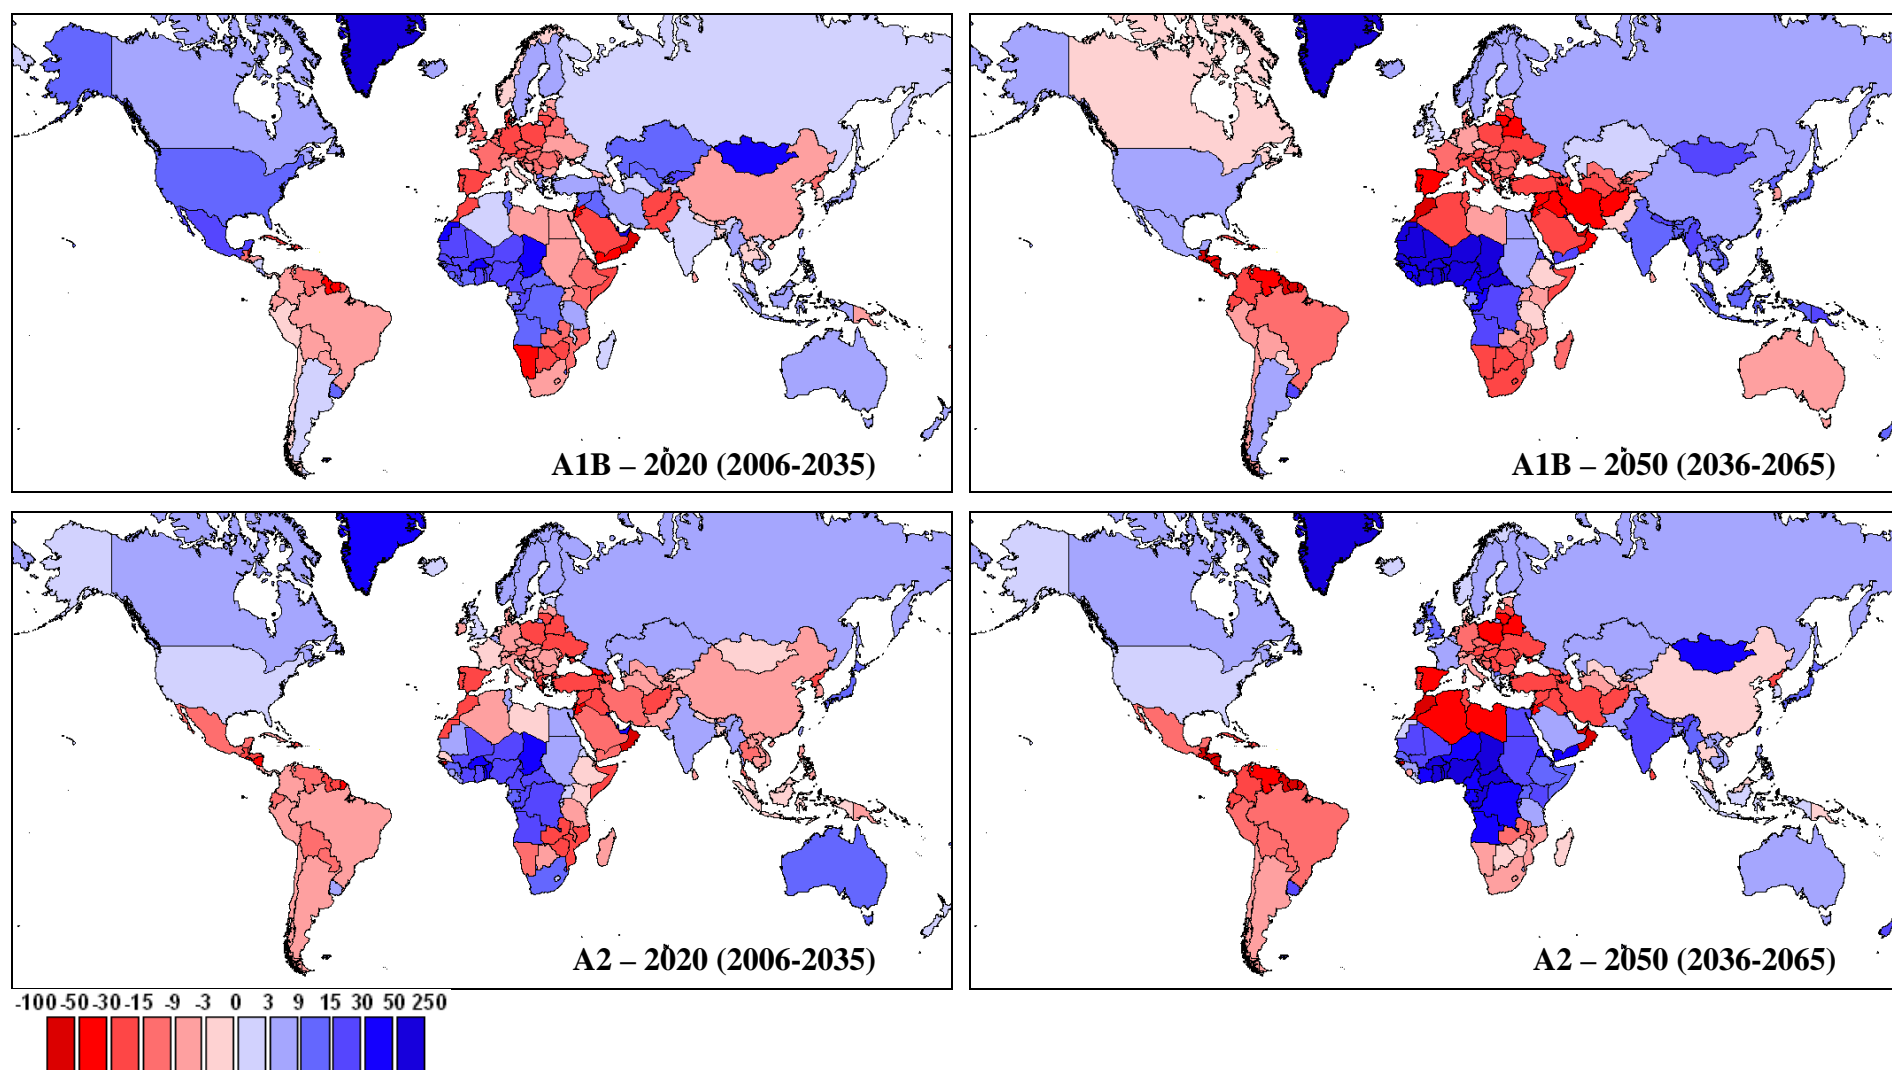 A1B – 2020 (2006-2035)
A1B – 2050 (2036-2065)
A2 – 2020 (2006-2035)
A2 – 2050 (2036-2065)
-100 -50 -30 -15 -9 -3 0 3 9 15 30 50 250